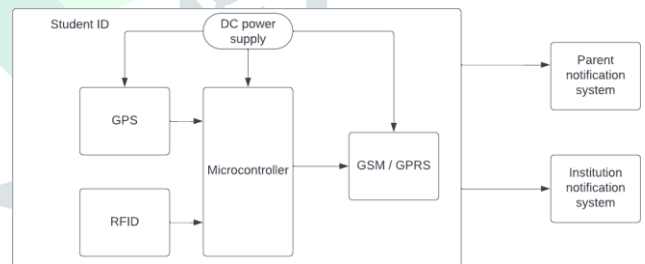 Student ID
DC power
supply
Parent
notification
system
GPS
Microcontroller
GSM / GPRS
Institution
notification
system
RFID